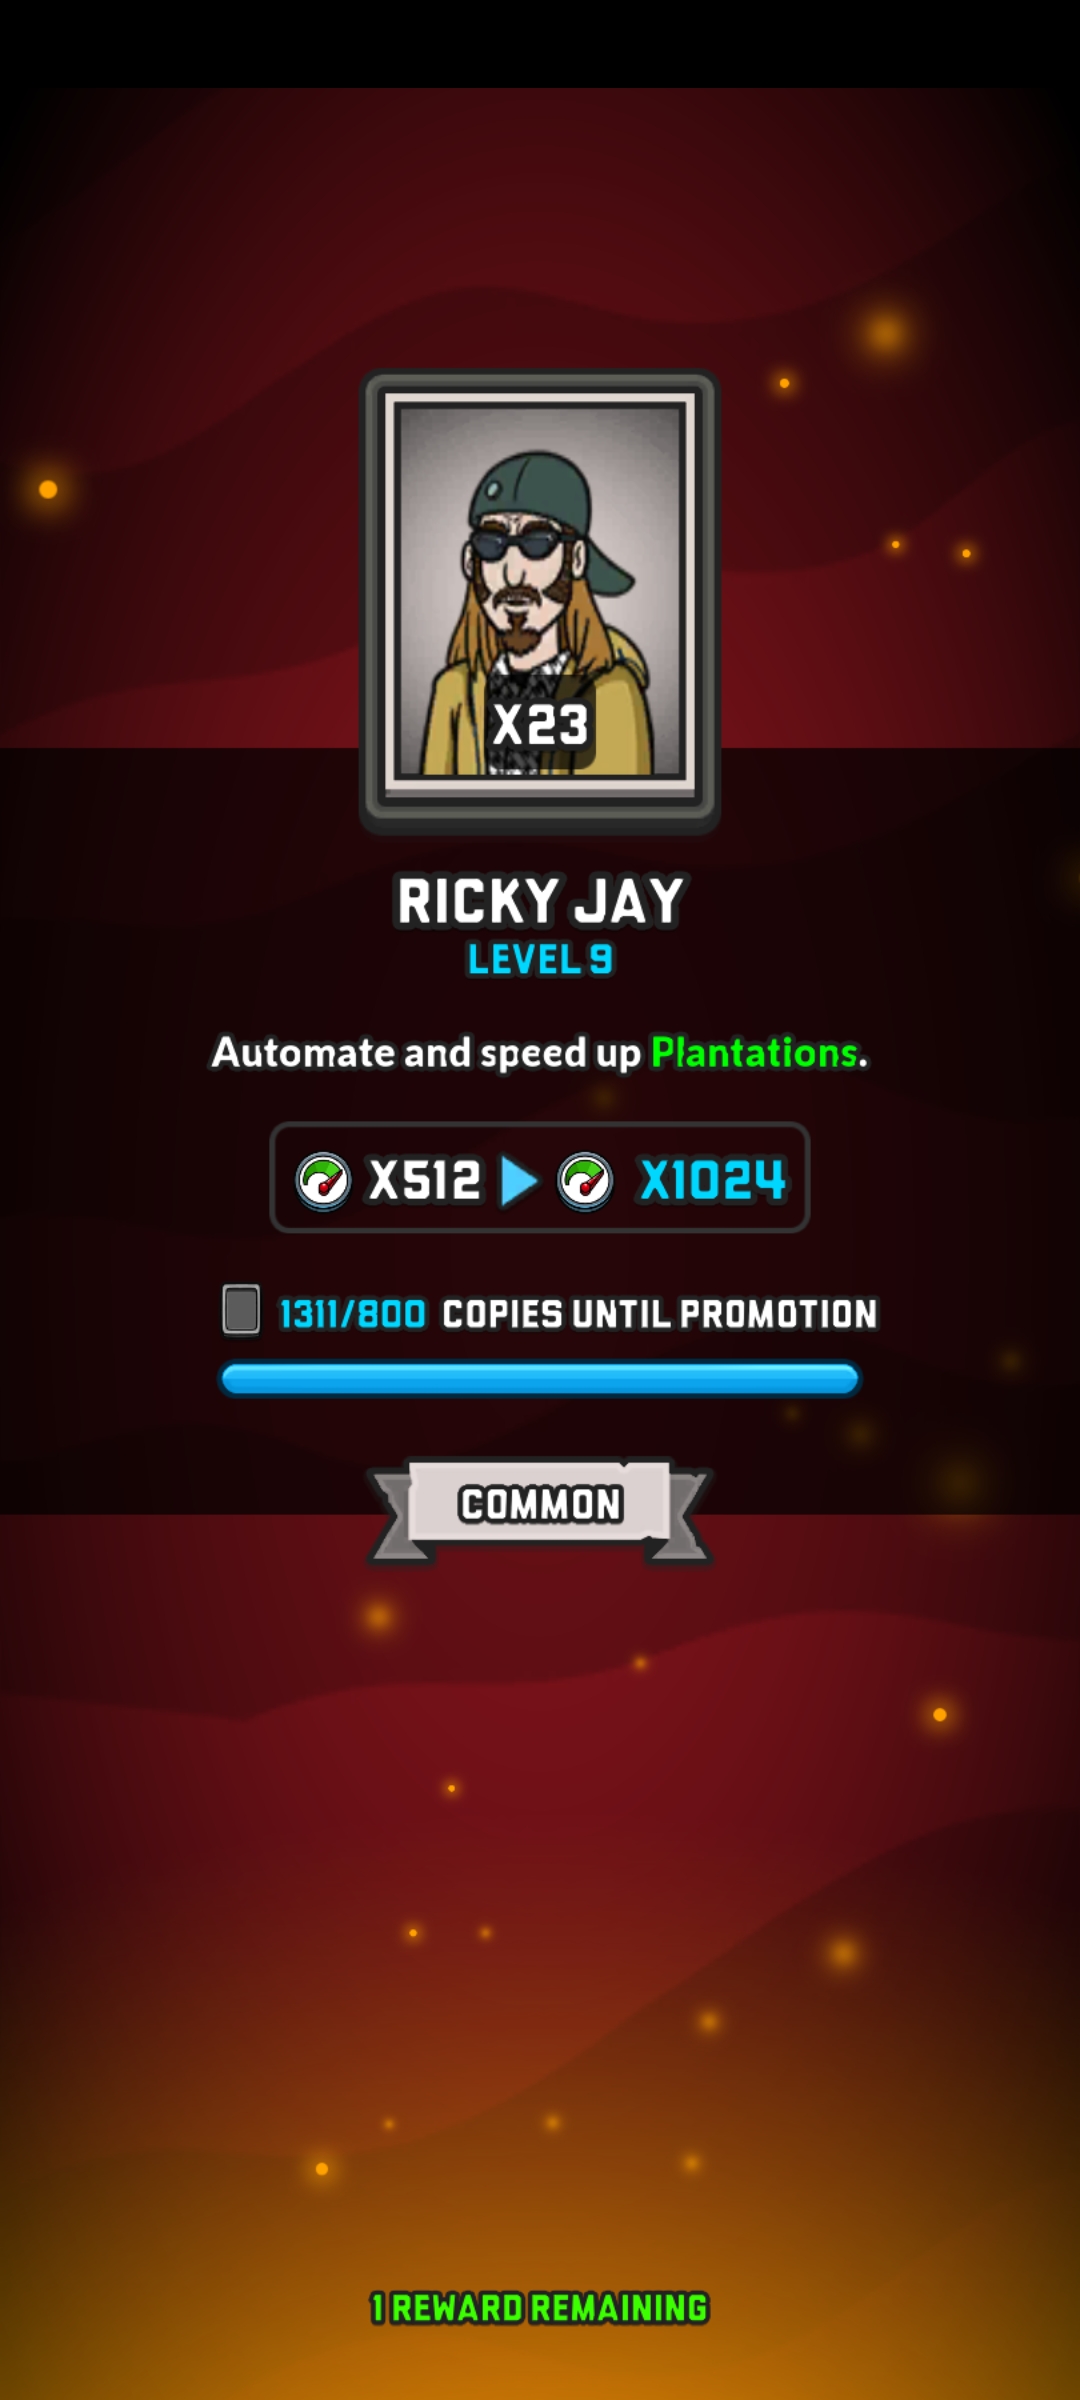 X23
RICKY JAY
LEVEL 9
Automate and speed up Plantations.
X512 X1024
1311/800 COPIES UNTIL PROMOTION
COMMON
1 REWARD REMAINING